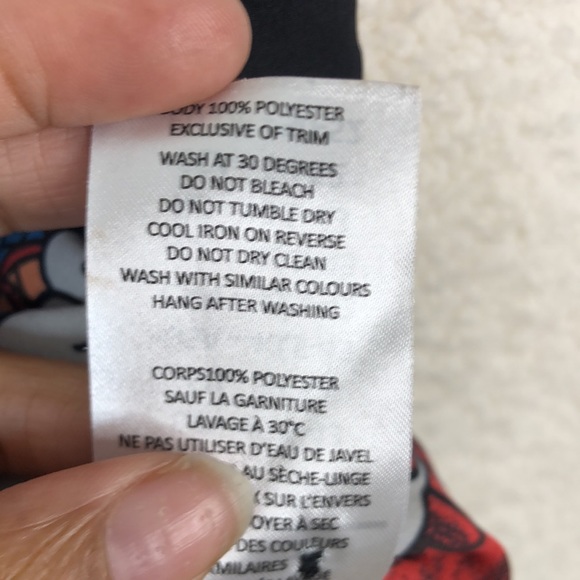 BODY 100% POLYESTER
EXCLUSIVE OF TRIM
WASH AT 30 DEGREES
DO NOT BLEACH
DO NOT TUMBLE DRY
COOL IRON ON REVERSE
DO NOT DRY CLEAN
WASH WITH SIMILAR COLOURS
HANG AFTER WASHING
CORPS100% POLYESTER
SAUF LA GARNITURE
LAVAGE À 30°C
NE PAS UTILISER D'EAU DE JAVEL
AU SÈCHE-LINGE
SUR L'ENVERS
À SEC
DES COULEURS